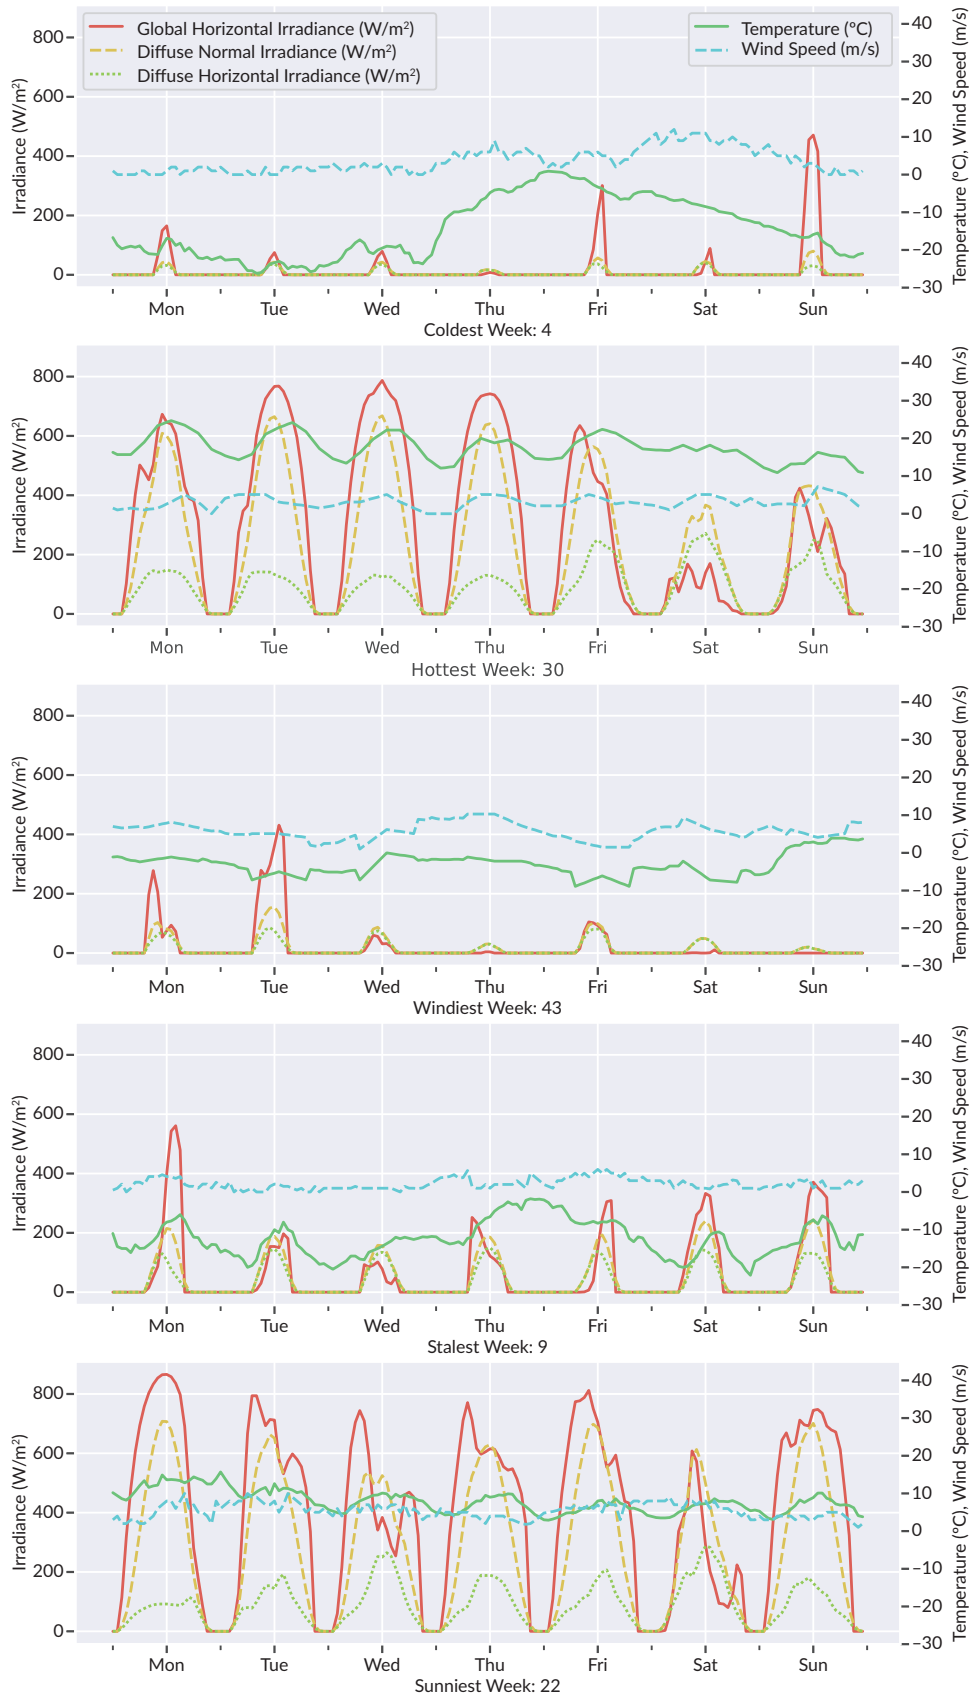 Global Horizontal Irradiance (W/m²)
Diffuse Normal Irradiance (W/m²)
Diffuse Horizontal Irradiance (W/m²)
Temperature (°C)
Wind Speed (m/s)
Irradiance (W/m²)
800
600
400
200
0
40
30
20
10
0
−10
−20
−30
Temperature (°C), Wind Speed (m/s)
Mon Tue Wed Thu Fri Sat Sun
Coldest Week: 4
Irradiance (W/m²)
800
600
400
200
0
40
30
20
10
0
−10
−20
−30
Temperature (°C), Wind Speed (m/s)
Mon Tue Wed Thu Fri Sat Sun
Hottest Week: 30
Irradiance (W/m²)
800
600
400
200
0
40
30
20
10
0
−10
−20
−30
Temperature (°C), Wind Speed (m/s)
Mon Tue Wed Thu Fri Sat Sun
Windiest Week: 43
Irradiance (W/m²)
800
600
400
200
0
40
30
20
10
0
−10
−20
−30
Temperature (°C), Wind Speed (m/s)
Mon Tue Wed Thu Fri Sat Sun
Stalest Week: 9
Irradiance (W/m²)
800
600
400
200
0
40
30
20
10
0
−10
−20
−30
Temperature (°C), Wind Speed (m/s)
Mon Tue Wed Thu Fri Sat Sun
Sunniest Week: 22